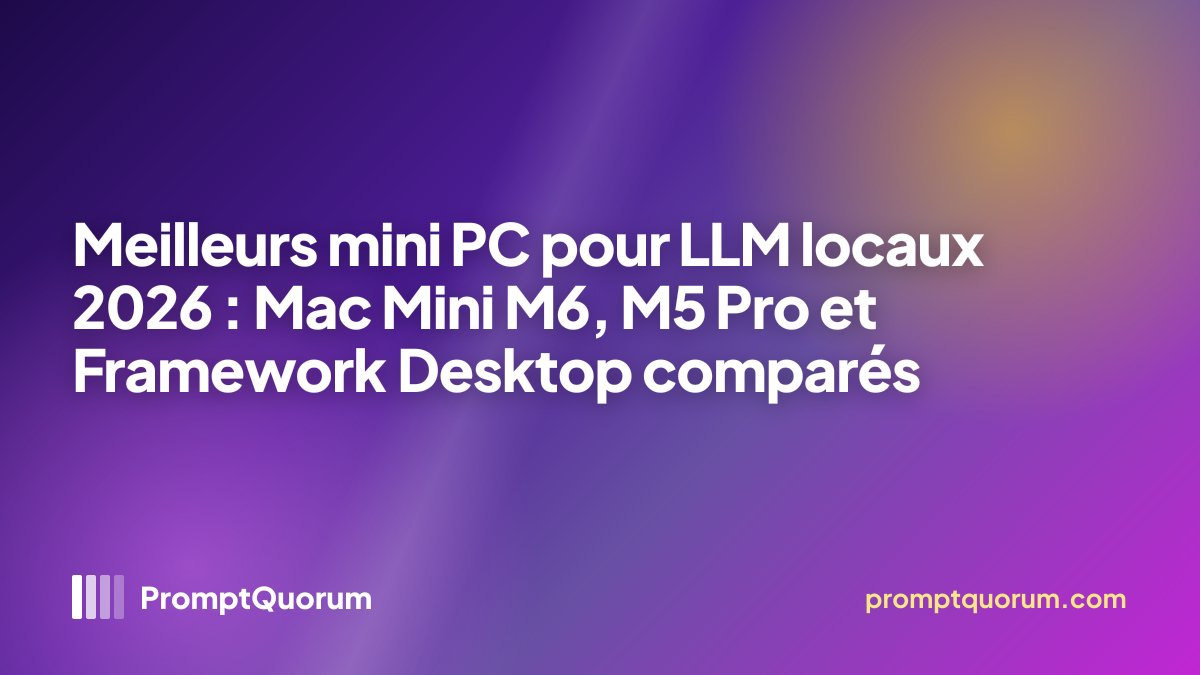 Meilleurs mini PC pour LLM locaux
2026 : Mac Mini M6, M5 Pro et
Framework Desktop comparés
PromptQuorum
promptquorum.com